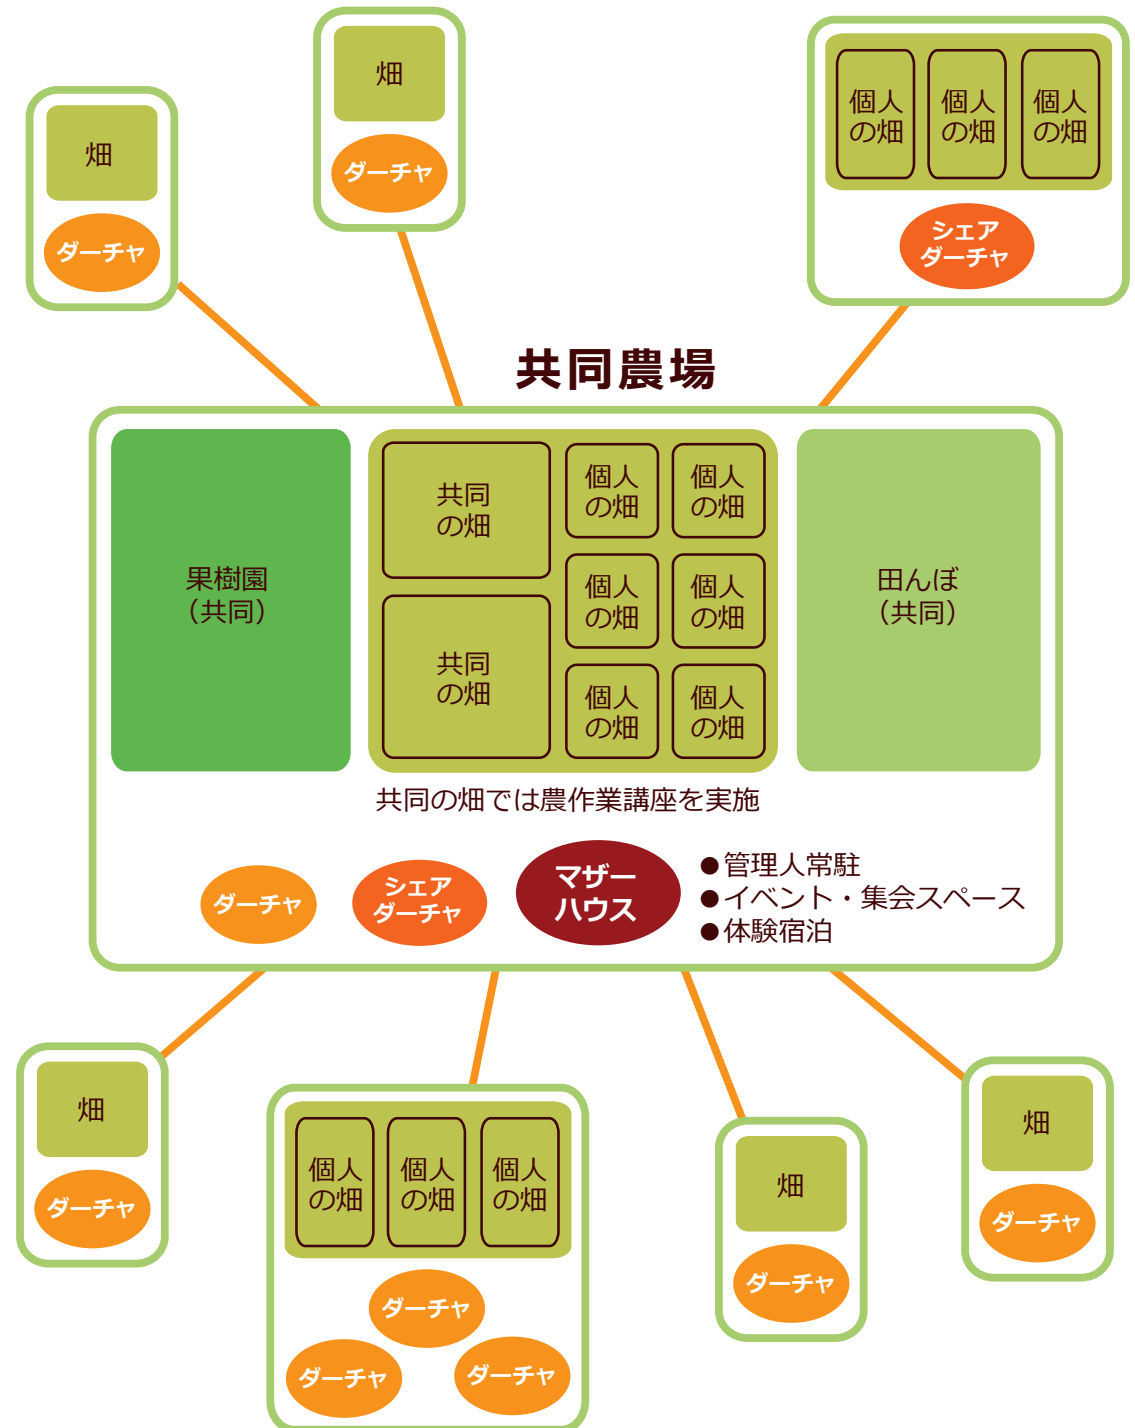 畑
ダーチャ
畑
ダーチャ
個人
の畑
個人
の畑
個人
の畑
シェア
ダーチャ
共同農場
果樹園
（共同）
共同
の畑
共同
の畑
個人
の畑
個人
の畑
個人
の畑
個人
の畑
個人
の畑
個人
の畑
田んぼ
（共同）
共同の畑では農作業講座を実施
ダーチャ
シェア
ダーチャ
マザー
ハウス
●管理人常駐
●イベント・集会スペース
●体験宿泊
畑
ダーチャ
個人
の畑
個人
の畑
個人
の畑
ダーチャ
ダーチャ
ダーチャ
畑
ダーチャ
畑
ダーチャ